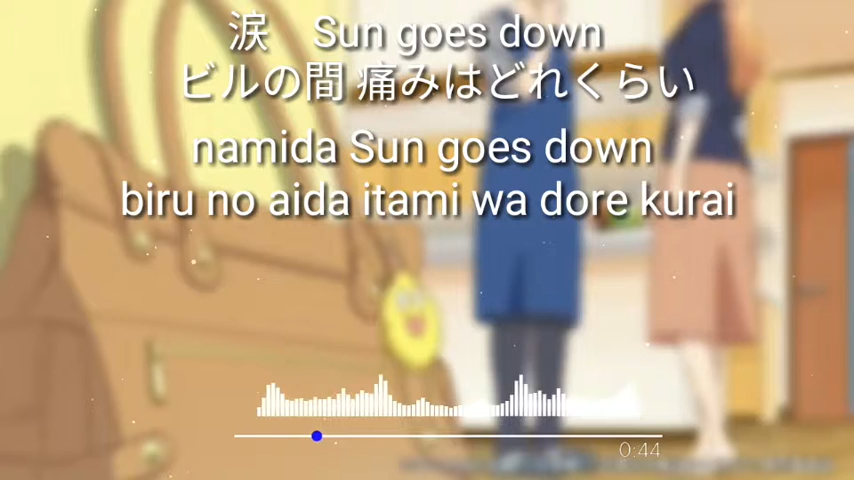 涙　Sun goes down
ビルの間 痛みはどれくらい
namida Sun goes down
biru no aida itami wa dore kurai
0:44